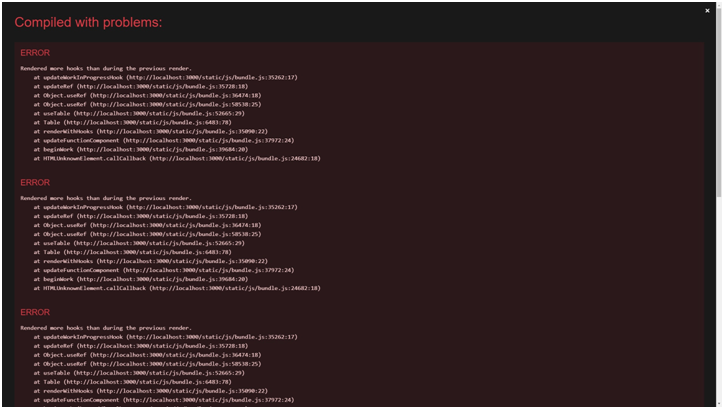 Compiled with problems:
×
ERROR
Rendered more hooks than during the previous render.
at updateWorkInProgressHook (http://localhost:3000/static/js/bundle.js:35262:17)
at updateRef (http://localhost:3000/static/js/bundle.js:35728:18)
at Object.useRef (http://localhost:3000/static/js/bundle.js:36474:18)
at Object.useRef (http://localhost:3000/static/js/bundle.js:58538:25)
at useTable (http://localhost:3000/static/js/bundle.js:52665:29)
at Table (http://localhost:3000/static/js/bundle.js:6483:78)
at renderWithHooks (http://localhost:3000/static/js/bundle.js:35090:22)
at updateFunctionComponent (http://localhost:3000/static/js/bundle.js:37972:24)
at beginWork (http://localhost:3000/static/js/bundle.js:39684:20)
at HTMLUnknownElement.callCallback (http://localhost:3000/static/js/bundle.js:24682:18)
ERROR
Rendered more hooks than during the previous render.
at updateWorkInProgressHook (http://localhost:3000/static/js/bundle.js:35262:17)
at updateRef (http://localhost:3000/static/js/bundle.js:35728:18)
at Object.useRef (http://localhost:3000/static/js/bundle.js:36474:18)
at Object.useRef (http://localhost:3000/static/js/bundle.js:58538:25)
at useTable (http://localhost:3000/static/js/bundle.js:52665:29)
at Table (http://localhost:3000/static/js/bundle.js:6483:78)
at renderWithHooks (http://localhost:3000/static/js/bundle.js:35090:22)
at updateFunctionComponent (http://localhost:3000/static/js/bundle.js:37972:24)
at beginWork (http://localhost:3000/static/js/bundle.js:39684:20)
at HTMLUnknownElement.callCallback (http://localhost:3000/static/js/bundle.js:24682:18)
ERROR
Rendered more hooks than during the previous render.
at updateWorkInProgressHook (http://localhost:3000/static/js/bundle.js:35262:17)
at updateRef (http://localhost:3000/static/js/bundle.js:35728:18)
at Object.useRef (http://localhost:3000/static/js/bundle.js:36474:18)
at Object.useRef (http://localhost:3000/static/js/bundle.js:58538:25)
at useTable (http://localhost:3000/static/js/bundle.js:52665:29)
at Table (http://localhost:3000/static/js/bundle.js:6483:78)
at renderWithHooks (http://localhost:3000/static/js/bundle.js:35090:22)
at updateFunctionComponent (http://localhost:3000/static/js/bundle.js:37972:24)